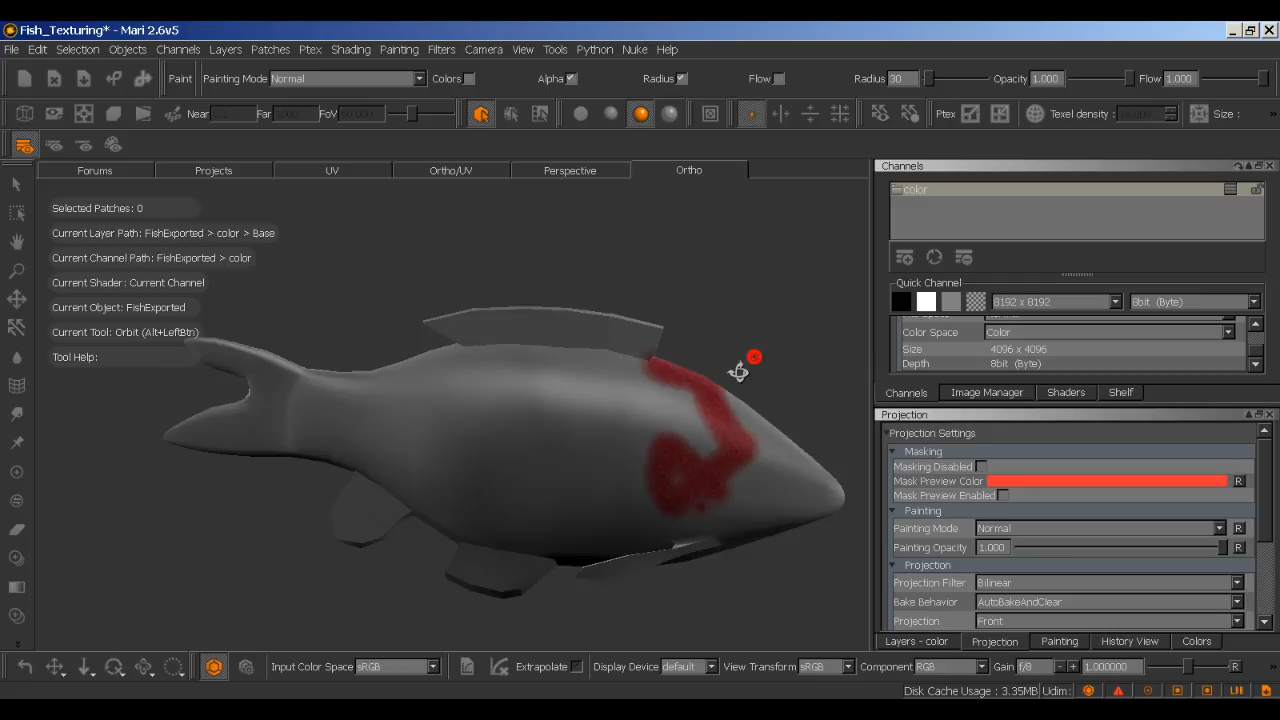 Fish_Texturing* - Mari 2.6v5
File Edit Selection Objects Channels Layers Patches Ptex Shading Painting Filters Camera View Tools Python Nuke Help
Paint Painting Mode Normal Colors Alpha Radius Flow Radius 30 Opacity 1.000 Flow 1.000
Near Far FoV Ptex Texel density : Size :
Forums Projects UV Ortho/UV Perspective Ortho
Selected Patches: 0
Current Layer Path: FishExported > color > Base
Current Channel Path: FishExported > color
Current Shader: Current Channel
Current Object: FishExported
Current Tool: Orbit (Alt+LeftBtn)
Tool Help:
Channels
color
Quick Channel
8192 x 8192 8bit (Byte)
Color Space Color
Size 4096 x 4096
Depth 8bit (Byte)
Channels Image Manager Shaders Shelf
Projection
Projection Settings
Masking
Masking Disabled
Mask Preview Color R
Mask Preview Enabled
Painting
Painting Mode Normal R
Painting Opacity 1.000 R
Projection
Projection Filter Bilinear
Bake Behavior AutoBakeAndClear
Projection Front
Layers - color Projection Painting History View Colors
Input Color Space sRGB Extrapolate Display Device default View Transform sRGB Component RGB Gain f/8 - + 1.000000 R
Disk Cache Usage : 3.35MB Udim: